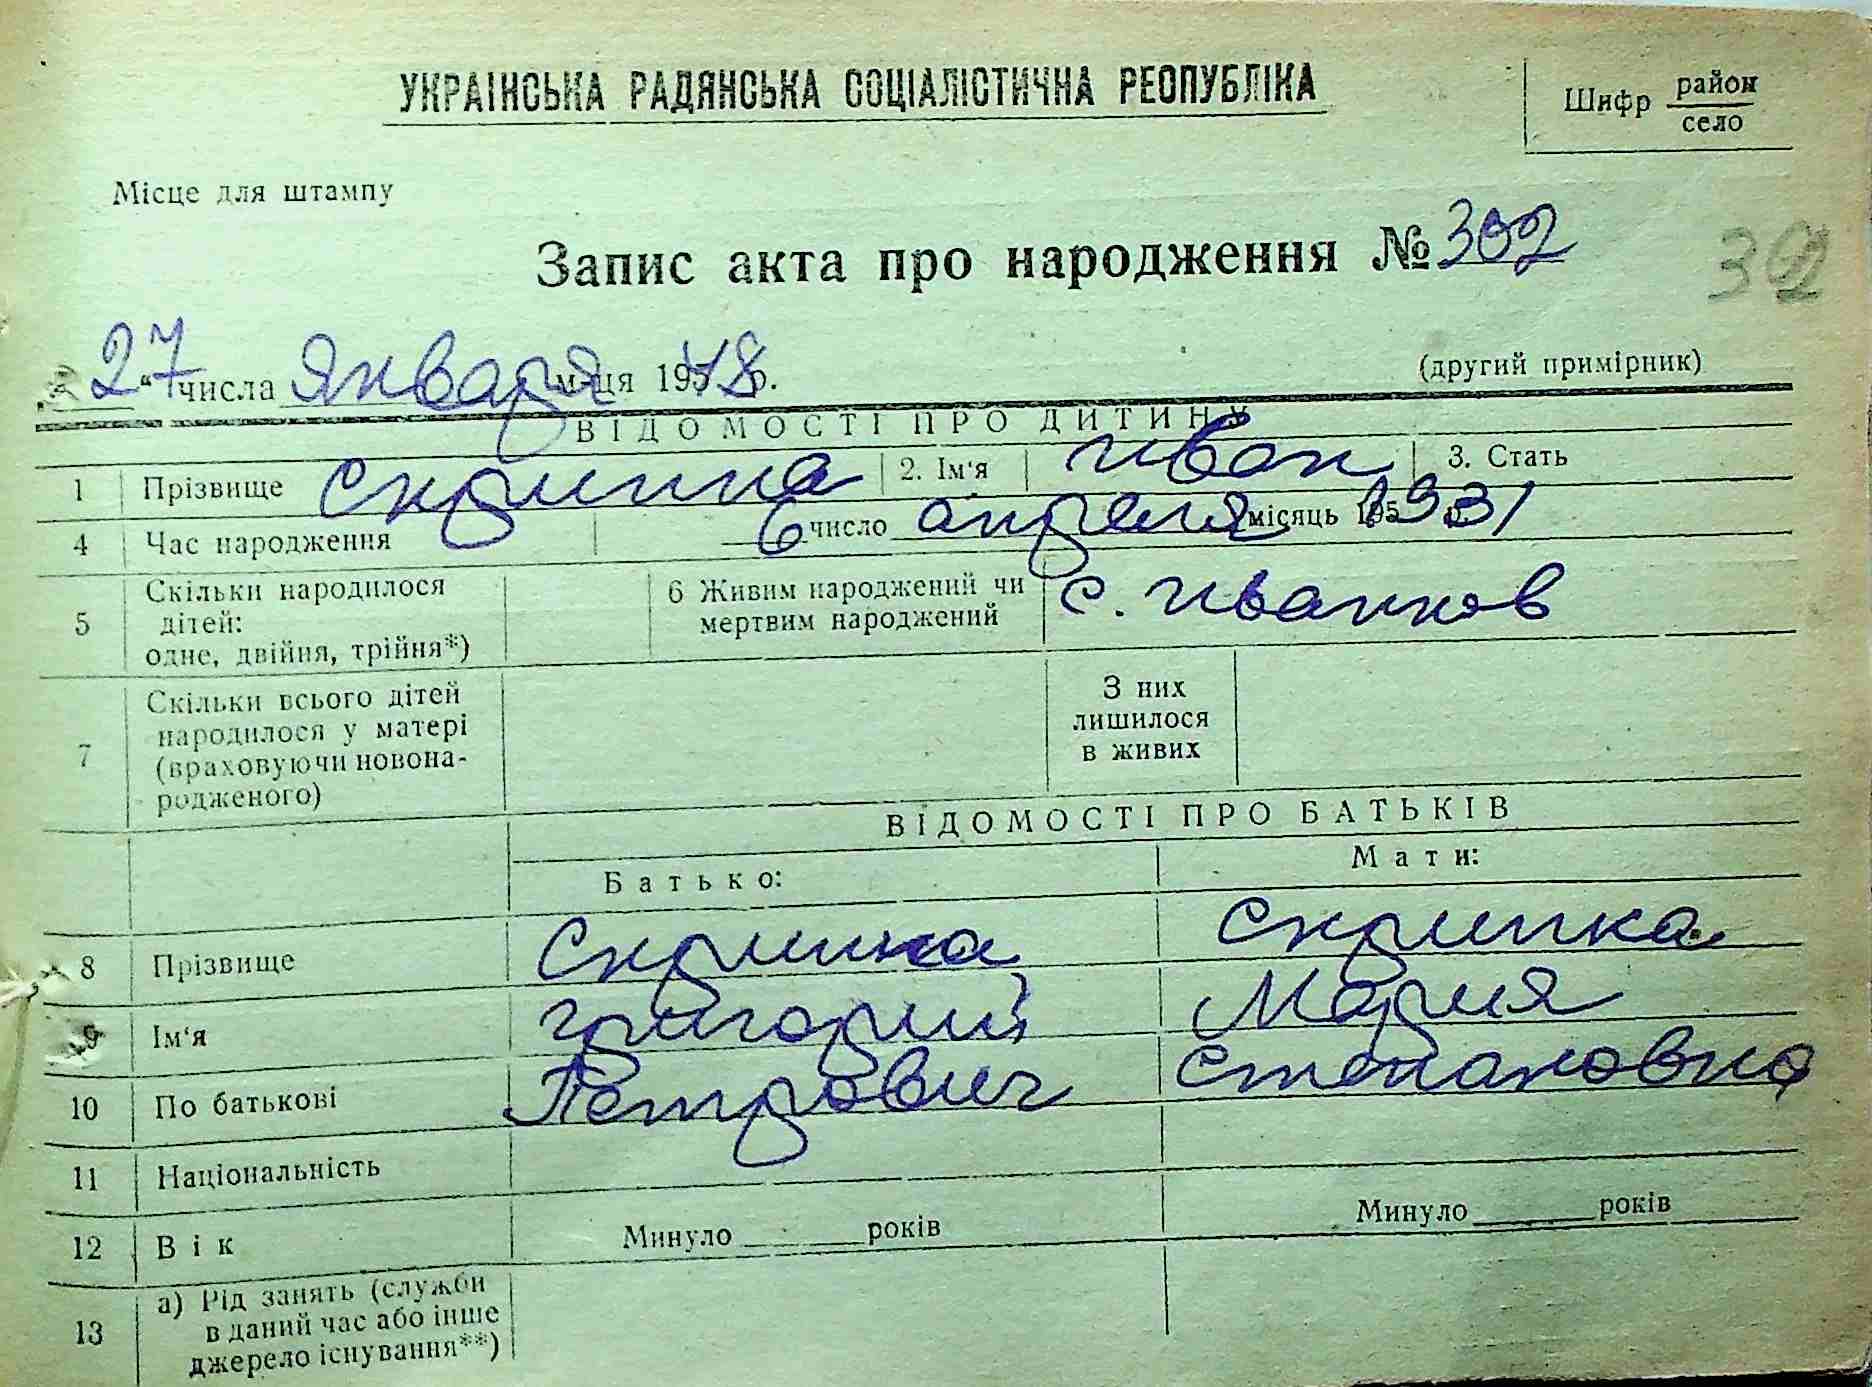 УКРАЇНСЬКА РАДЯНСЬКА СОЦІАЛІСТИЧНА РЕСПУБЛІКА
Шифр район
село
Місце для штампу
Запис акта про народження № 302
32
27 числа Января м-ця 1948 р.
(другий примірник)
ВІДОМОСТІ ПРО ДИТИНУ
1 Прізвище Скрипка 2. Ім'я Иван 3. Стать
4 Час народження 6 число апреля місяць 1931 р.
5 Скільки народилося дітей: одне, двійня, трійня*) 6 Живим народжений чи мертвим народжений с. Иванков
7 Скільки всього дітей народилося у матері (враховуючи новонародженого) З них лишилося в живих
ВІДОМОСТІ ПРО БАТЬКІВ
Батько: Мати:
8 Прізвище Скрипка Скрипка
9 Ім'я Григорий Мария
10 По батькові Петрович Степановна
11 Національність
12 Вік Минуло років Минуло років
13 а) Рід занять (служби
в даний час або інше
джерело існування**)